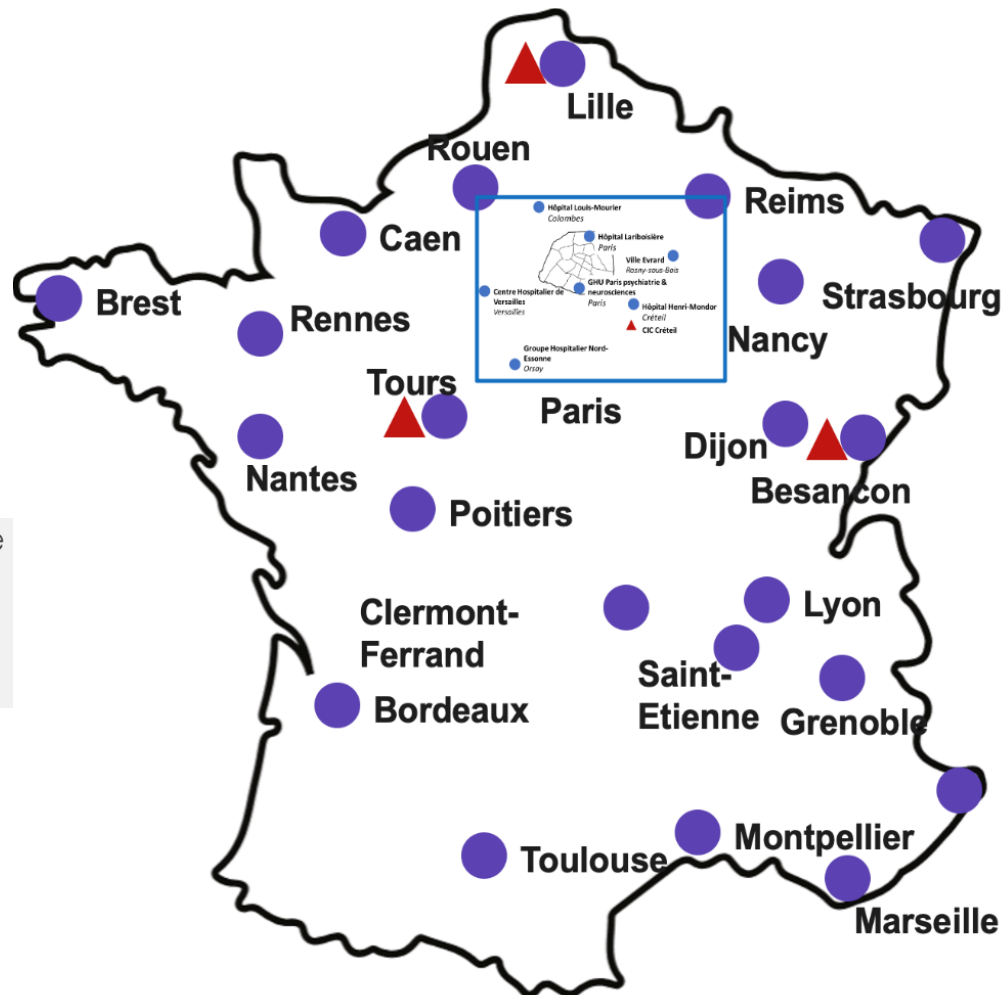 Lille
Rouen
Reims
Caen
Strasbourg
Brest
Rennes
Nancy
Hôpital Louis-Mourier
Colombes
Hôpital Lariboisière
Paris
Ville Evrard
Rosny-sous-Bois
GHU Paris psychiatrie &
neurosciences
Paris
Centre Hospitalier de
Versailles
Versailles
Hôpital Henri-Mondor
Créteil
CIC Créteil
Groupe Hospitalier Nord-
Essonne
Orsay
Tours
Paris
Dijon
Besançon
Nantes
Poitiers
e
Clermont-
Ferrand
Lyon
Saint-
Etienne
Grenoble
Bordeaux
Montpellier
Toulouse
Marseille